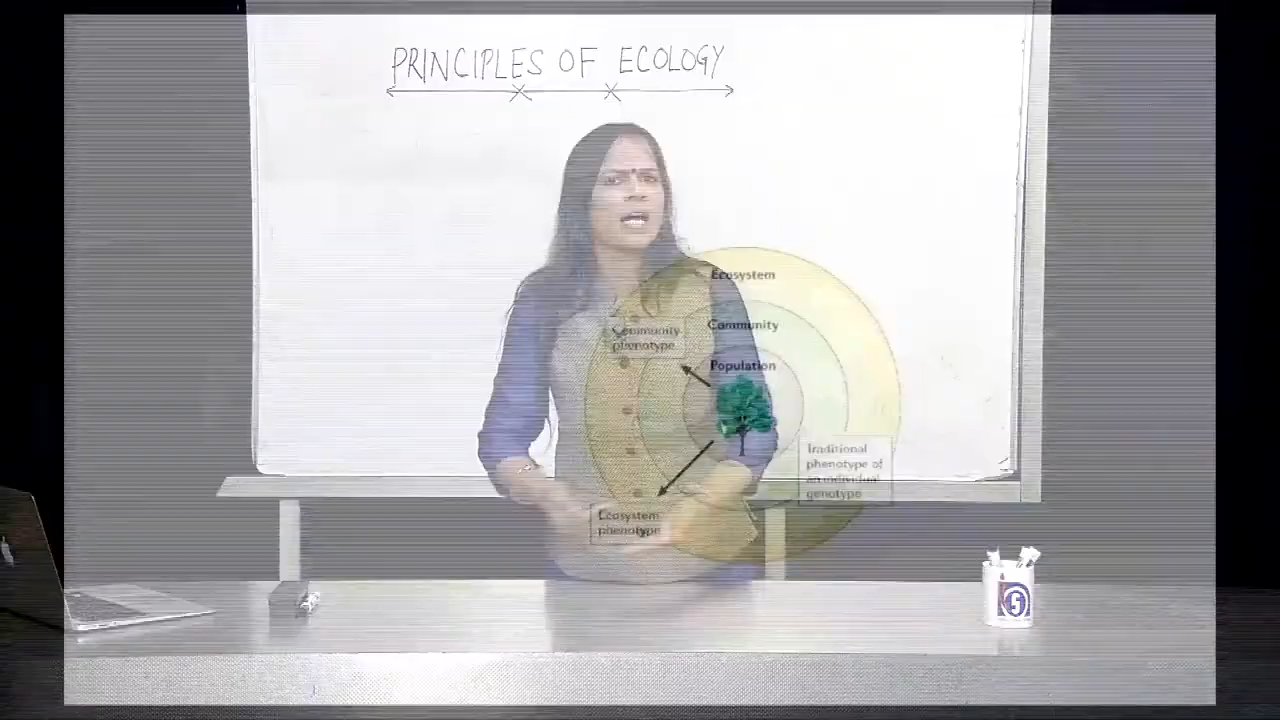 PRINCIPLES OF ECOLOGY
Ecosystem
Community
Community
phenotype
Population
Traditional
phenotype of
an individual
genotype
Ecosystem
phenotype